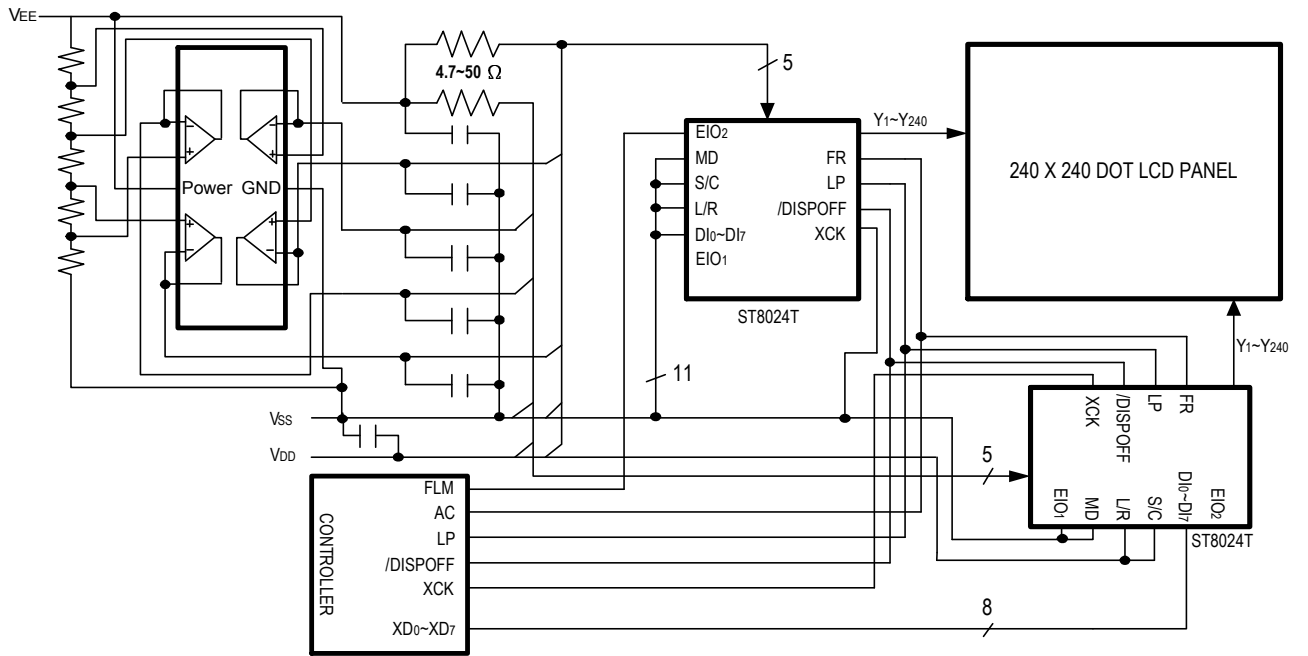 VEE
4.7~50 Ω
5
Power GND
- -
+ +
+ +
- -
EIO2
MD
S/C
L/R
DI0~DI7
EIO1
FR
LP
/DISPOFF
XCK
ST8024T
Y1~Y240
240 X 240 DOT LCD PANEL
Y1~Y240
11
VSS
VDD
5
XCK
/DISPOFF
LP
FR
EIO1
MD
L/R
S/C
DI0~DI7
EIO2
ST8024T
CONTROLLER
FLM
AC
LP
/DISPOFF
XCK
XD0~XD7
8